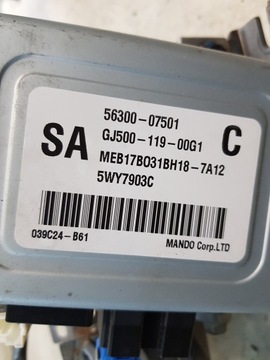 56300-07501
SA
GJ500-119-00G1
C
MEB17B031BH18-7A12
5WY7903C
039C24-B61
MANDO Corp.LTD